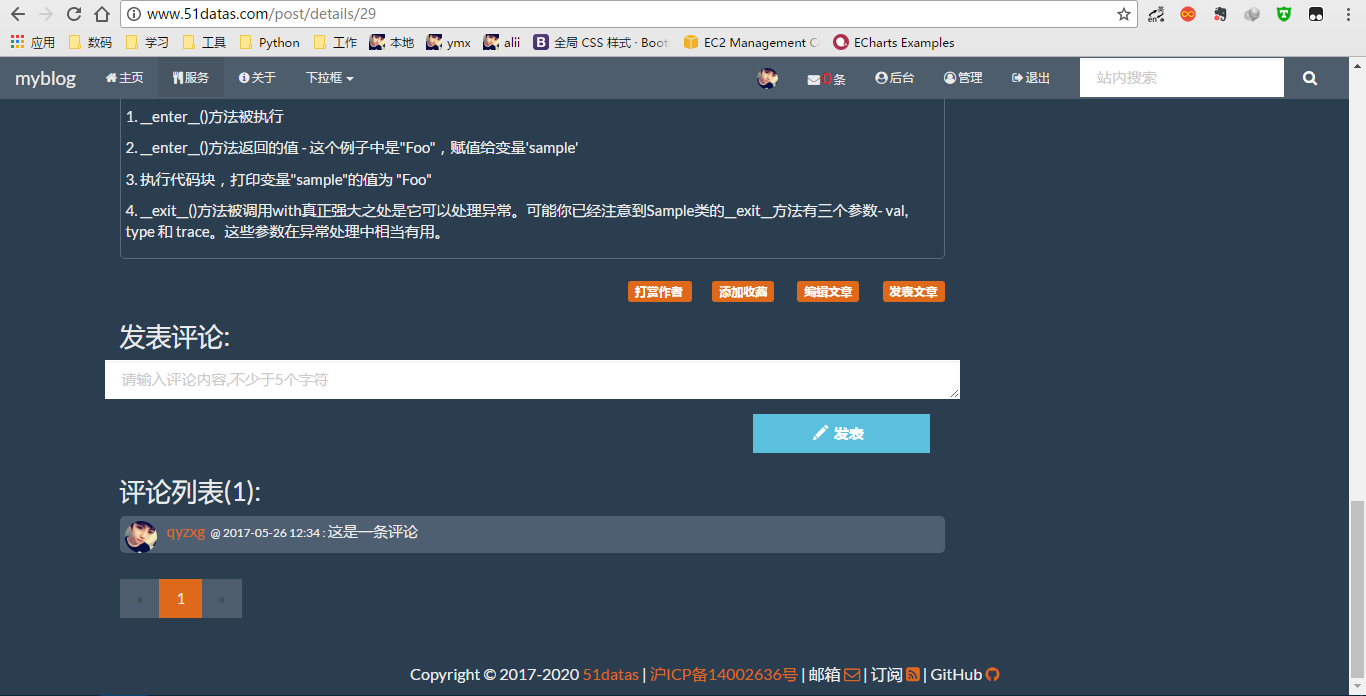 www.51datas.com/post/details/29
应用 数码 学习 工具 Python 工作 本地 ymx alii 全局 CSS 样式 · Boot EC2 Management C ECharts Examples
myblog 主页 服务 关于 下拉框 0条 后台 管理 退出 站内搜索
1. __enter__()方法被执行
2. __enter__()方法返回的值 - 这个例子中是"Foo"，赋值给变量'sample'
3. 执行代码块，打印变量"sample"的值为 "Foo"
4. __exit__()方法被调用with真正强大之处是它可以处理异常。可能你已经注意到Sample类的__exit__方法有三个参数- val,
type 和 trace。这些参数在异常处理中相当有用。
打赏作者 添加收藏 编辑文章 发表文章
发表评论:
请输入评论内容,不少于5个字符
发表
评论列表(1):
qyzxg @ 2017-05-26 12:34 : 这是一条评论
« 1 »
Copyright © 2017-2020 51datas | 沪ICP备14002636号 | 邮箱 | 订阅 | GitHub